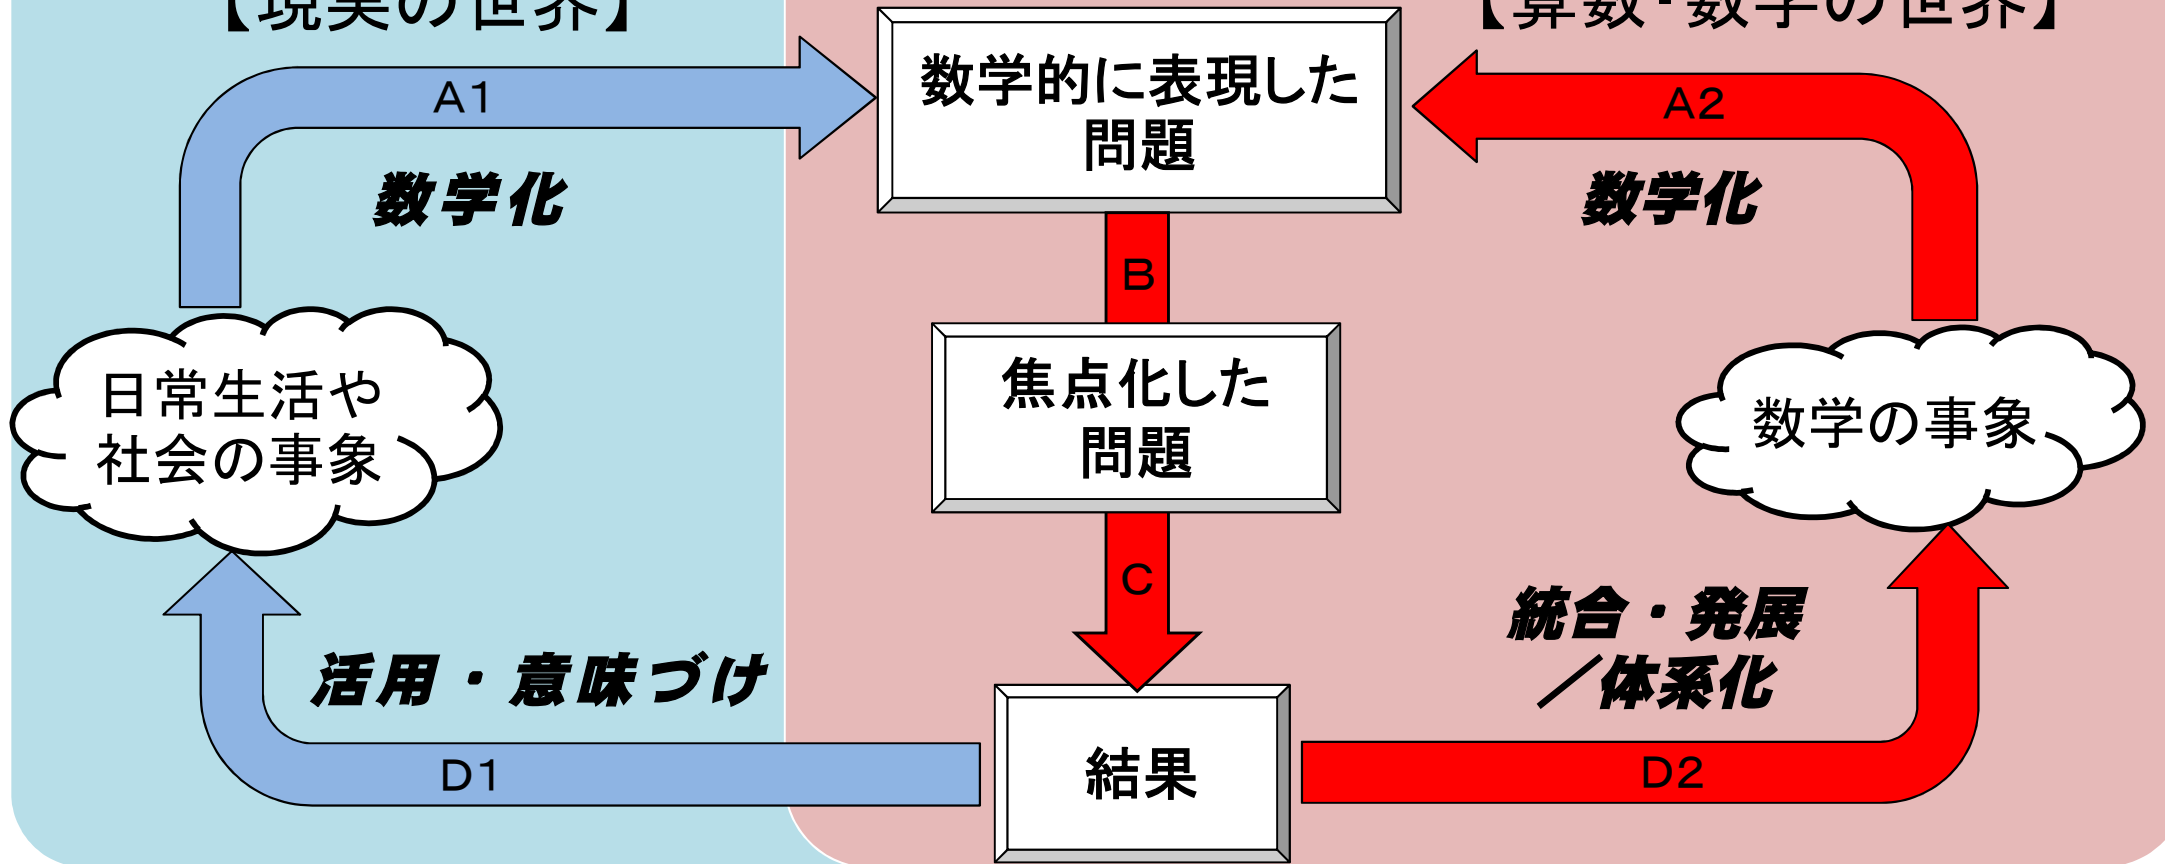 【現実の世界】
【算数・数学の世界】
数学的に表現した
問題
A1
A2
数学化
数学化
B
焦点化した
問題
日常生活や
社会の事象
数学の事象
C
統合・発展
／体系化
活用・意味づけ
結果
D1
D2